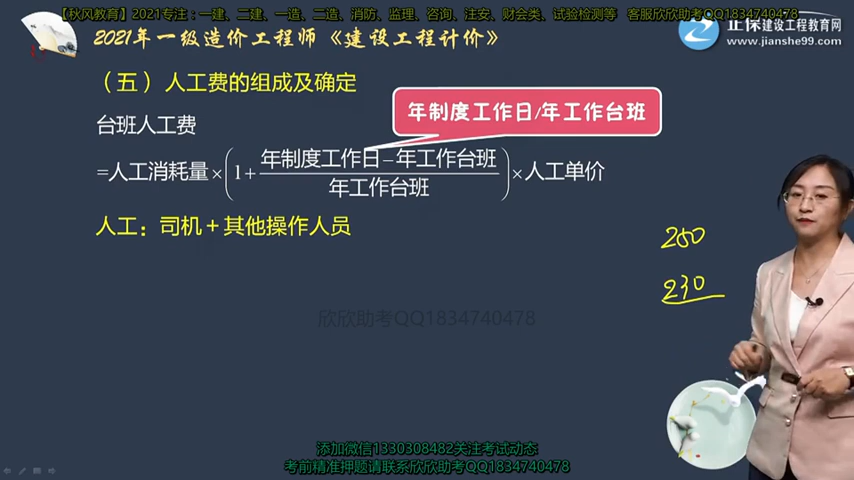 【秋风教育】2021专注：一建、二建、一造、二造、消防、监理、咨询、注安、财会类、试验检测等 客服欣欣助考QQ1834740478
2021年一级造价工程师《建设工程计价》
正保建设工程教育网
www.jianshe99.com
（五）人工费的组成及确定
年制度工作日/年工作台班
台班人工费
=人工消耗量×(1+年制度工作日-年工作台班/年工作台班)×人工单价
人工：司机＋其他操作人员
250
230
欣欣助考QQ1834740478
添加微信1330308482关注考试动态
考前精准押题请联系欣欣助考QQ1834740478